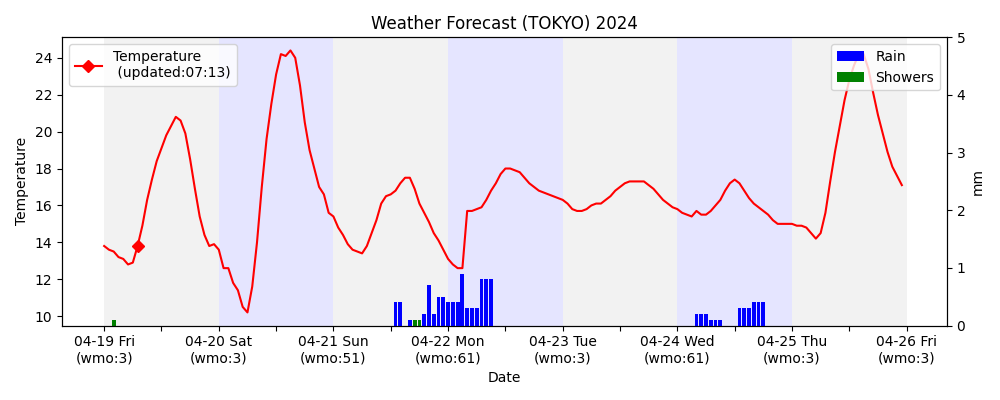 Weather Forecast (TOKYO) 2024
Temperature
(updated:07:13)
Rain
Showers
Temperature
24
22
20
18
16
14
12
10
5
4
3
2
1
0
mm
04-19 Fri
(wmo:3)
04-20 Sat
(wmo:3)
04-21 Sun
(wmo:51)
04-22 Mon
(wmo:61)
04-23 Tue
(wmo:3)
04-24 Wed
(wmo:61)
04-25 Thu
(wmo:3)
04-26 Fri
(wmo:3)
Date